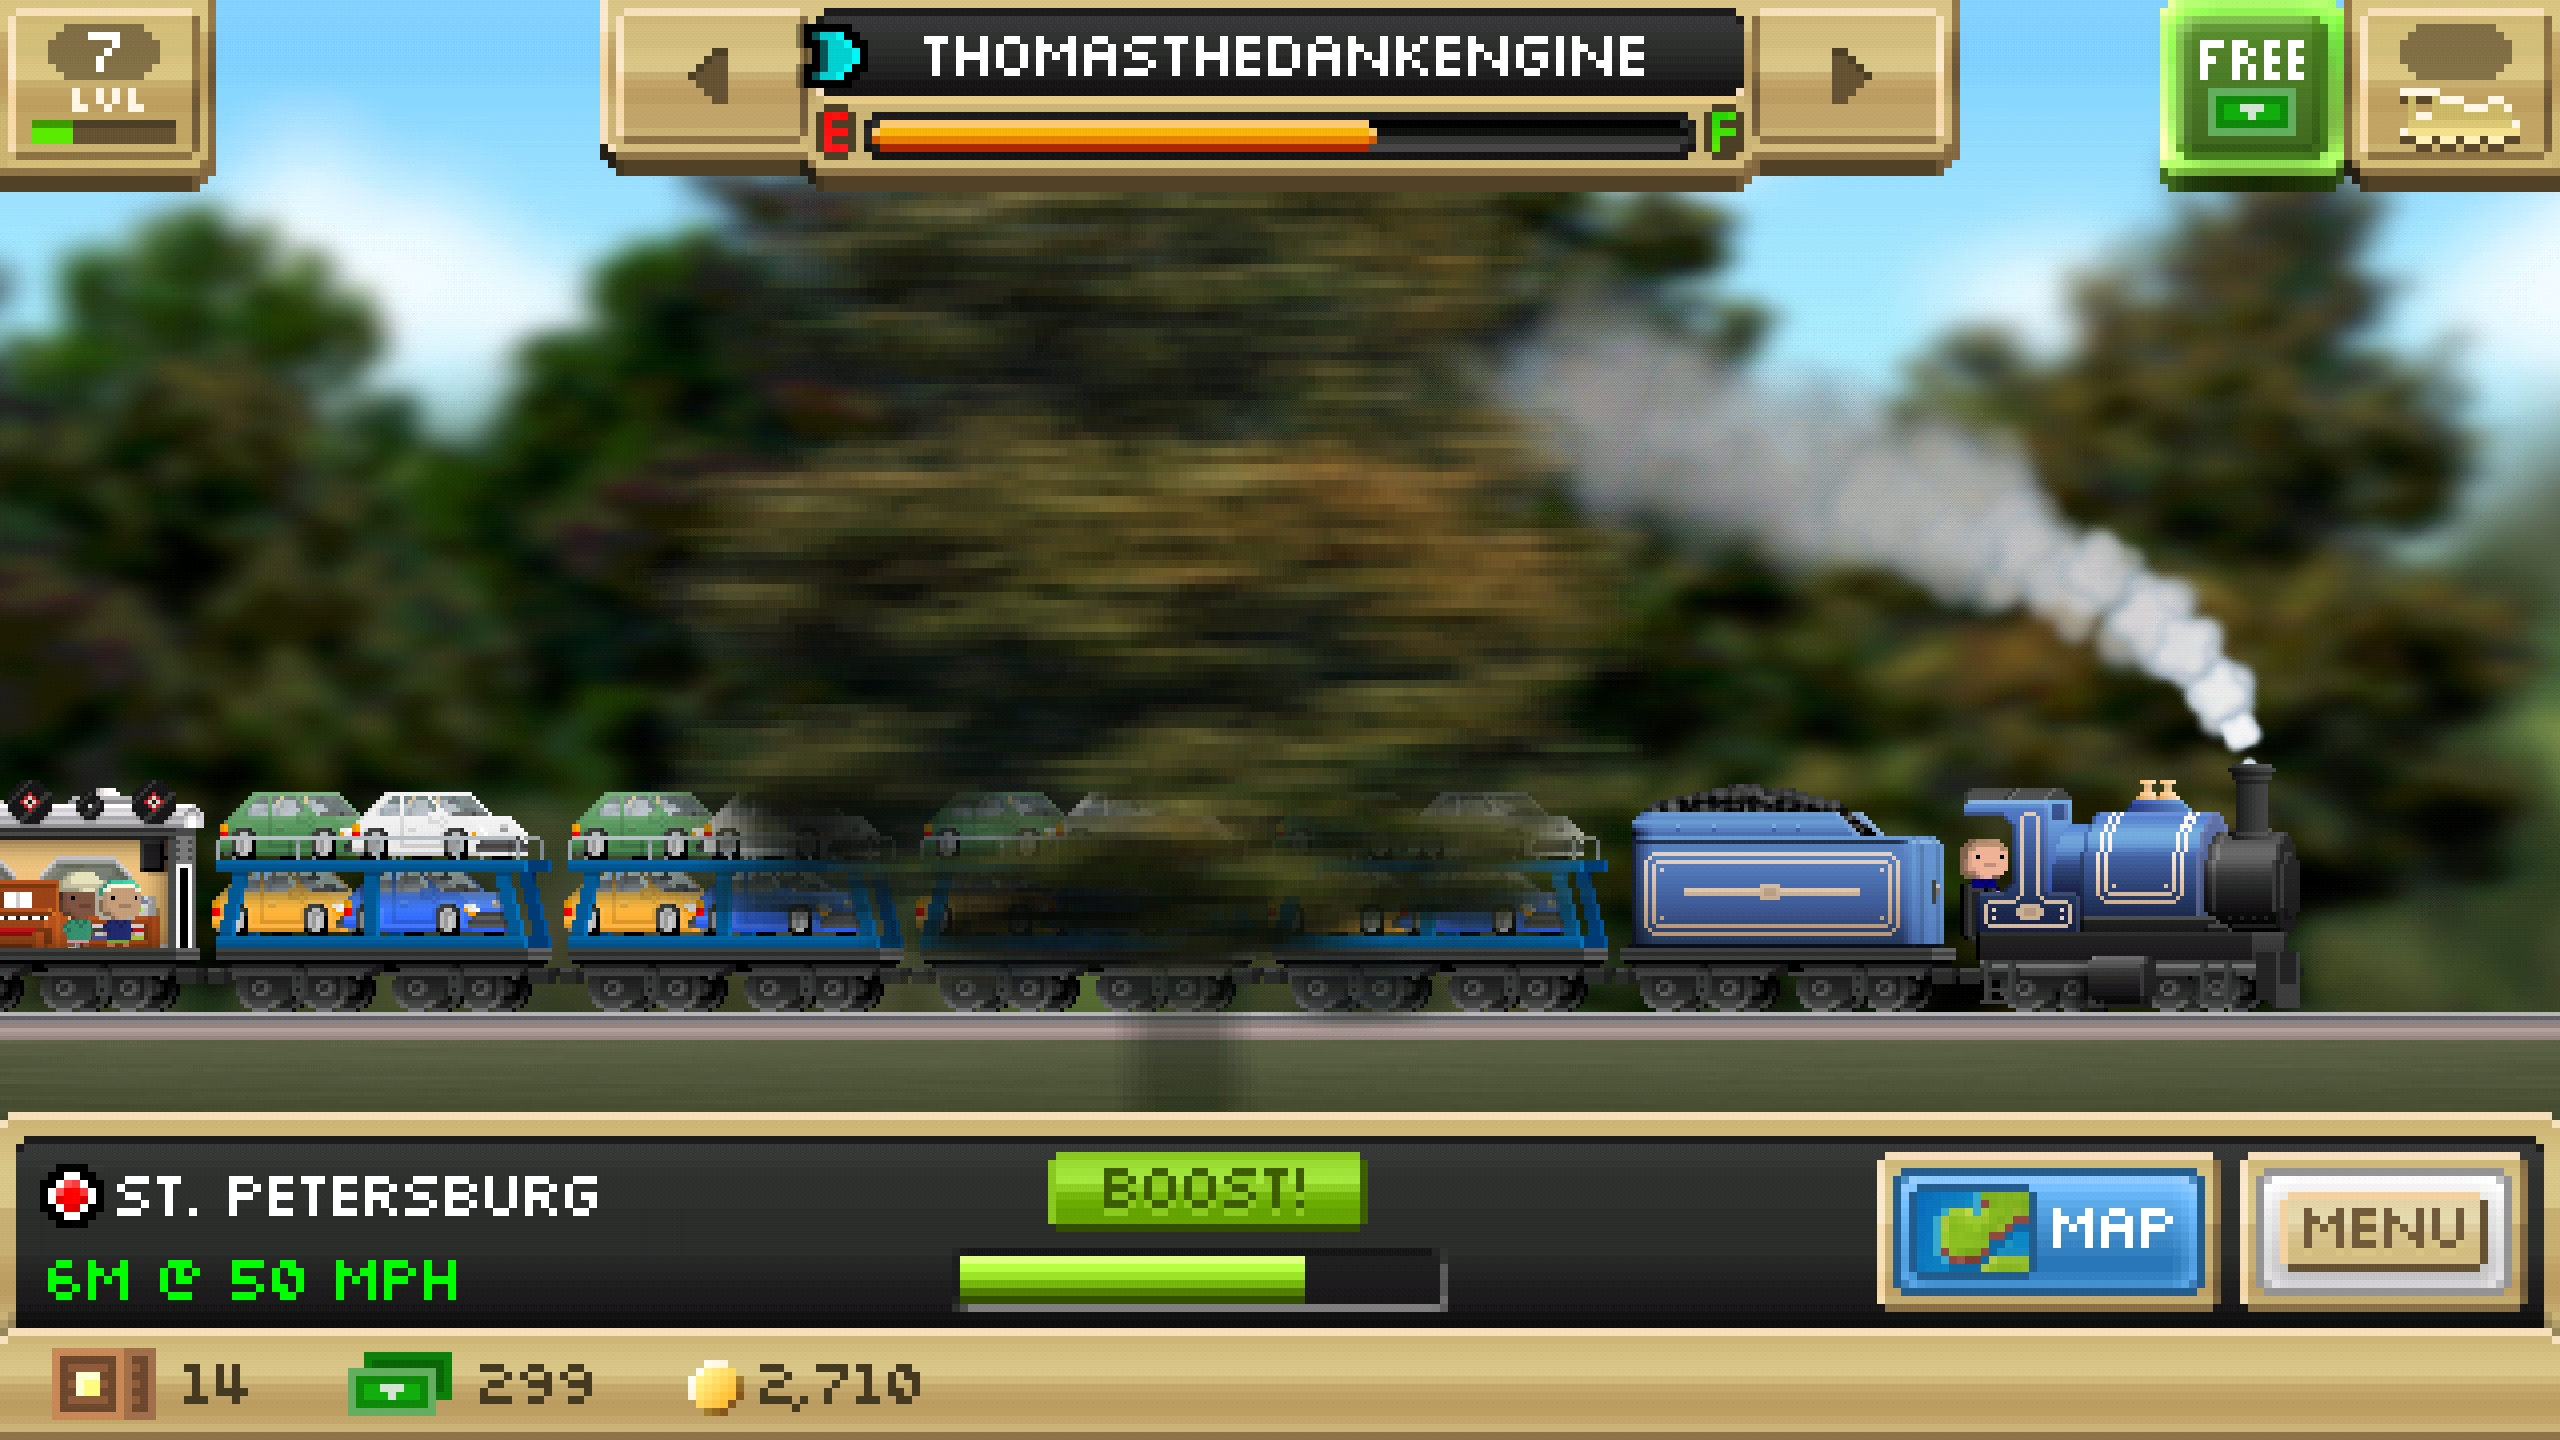 7
LVL
THOMASTHEDANKENGINE
E
F
FREE
ST. PETERSBURG
BOOST!
MAP
MENU
6M @ 50 MPH
14
299
2,710